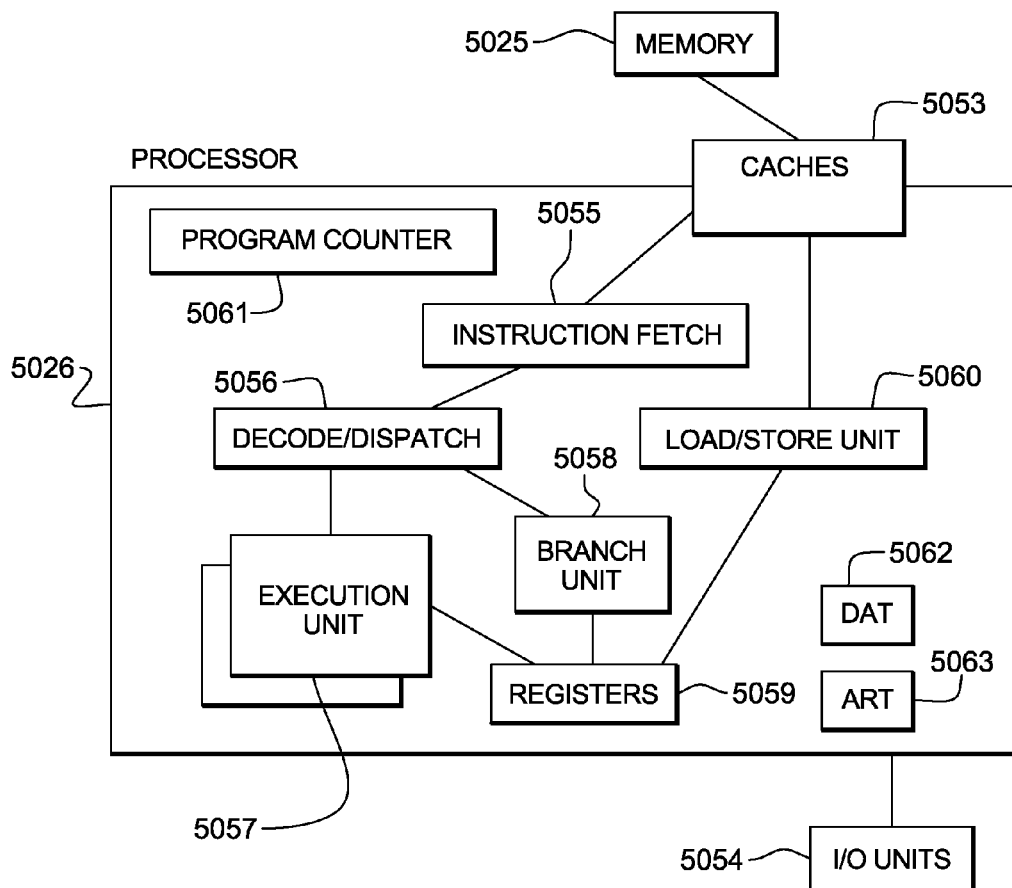 5025
MEMORY
5053
PROCESSOR
CACHES
PROGRAM COUNTER
5055
5061
INSTRUCTION FETCH
5026
5056
5060
DECODE/DISPATCH
LOAD/STORE UNIT
5058
BRANCH
UNIT
5062
EXECUTION
UNIT
DAT
5063
REGISTERS
5059
ART
5057
5054
I/O UNITS